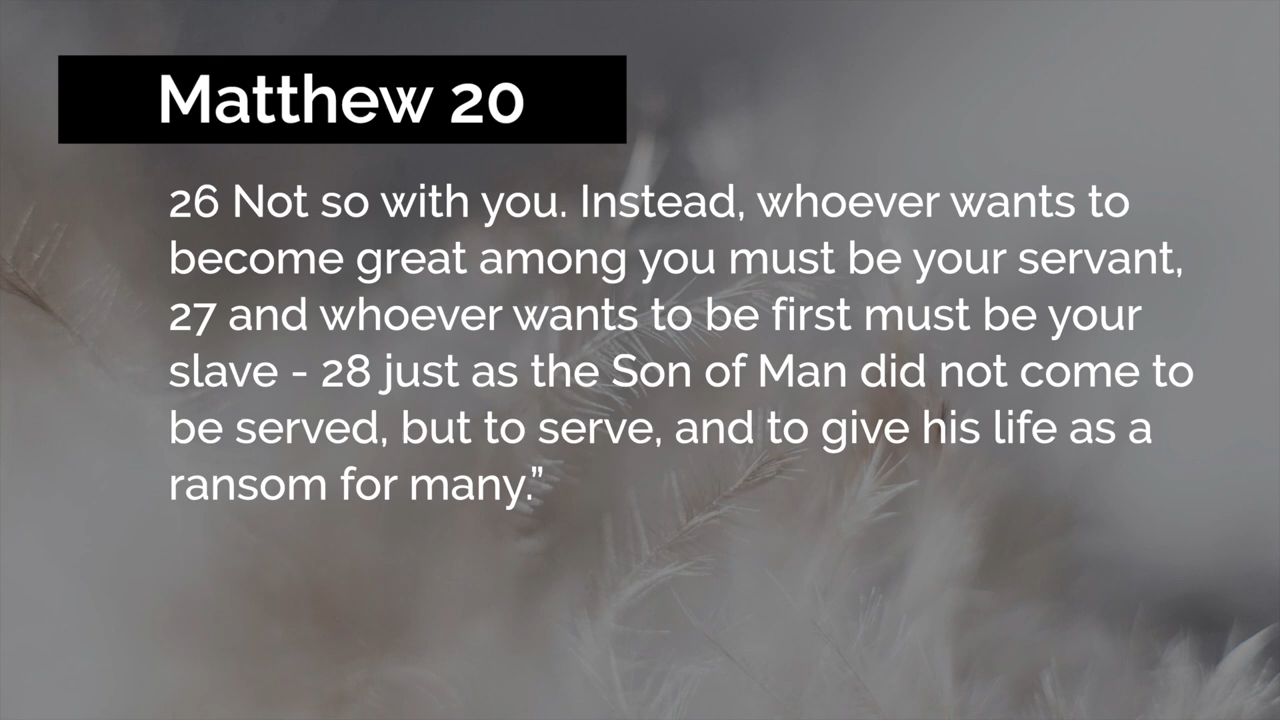 Matthew 20
26 Not so with you. Instead, whoever wants to
become great among you must be your servant,
27 and whoever wants to be first must be your
slave - 28 just as the Son of Man did not come to
be served, but to serve, and to give his life as a
ransom for many.”